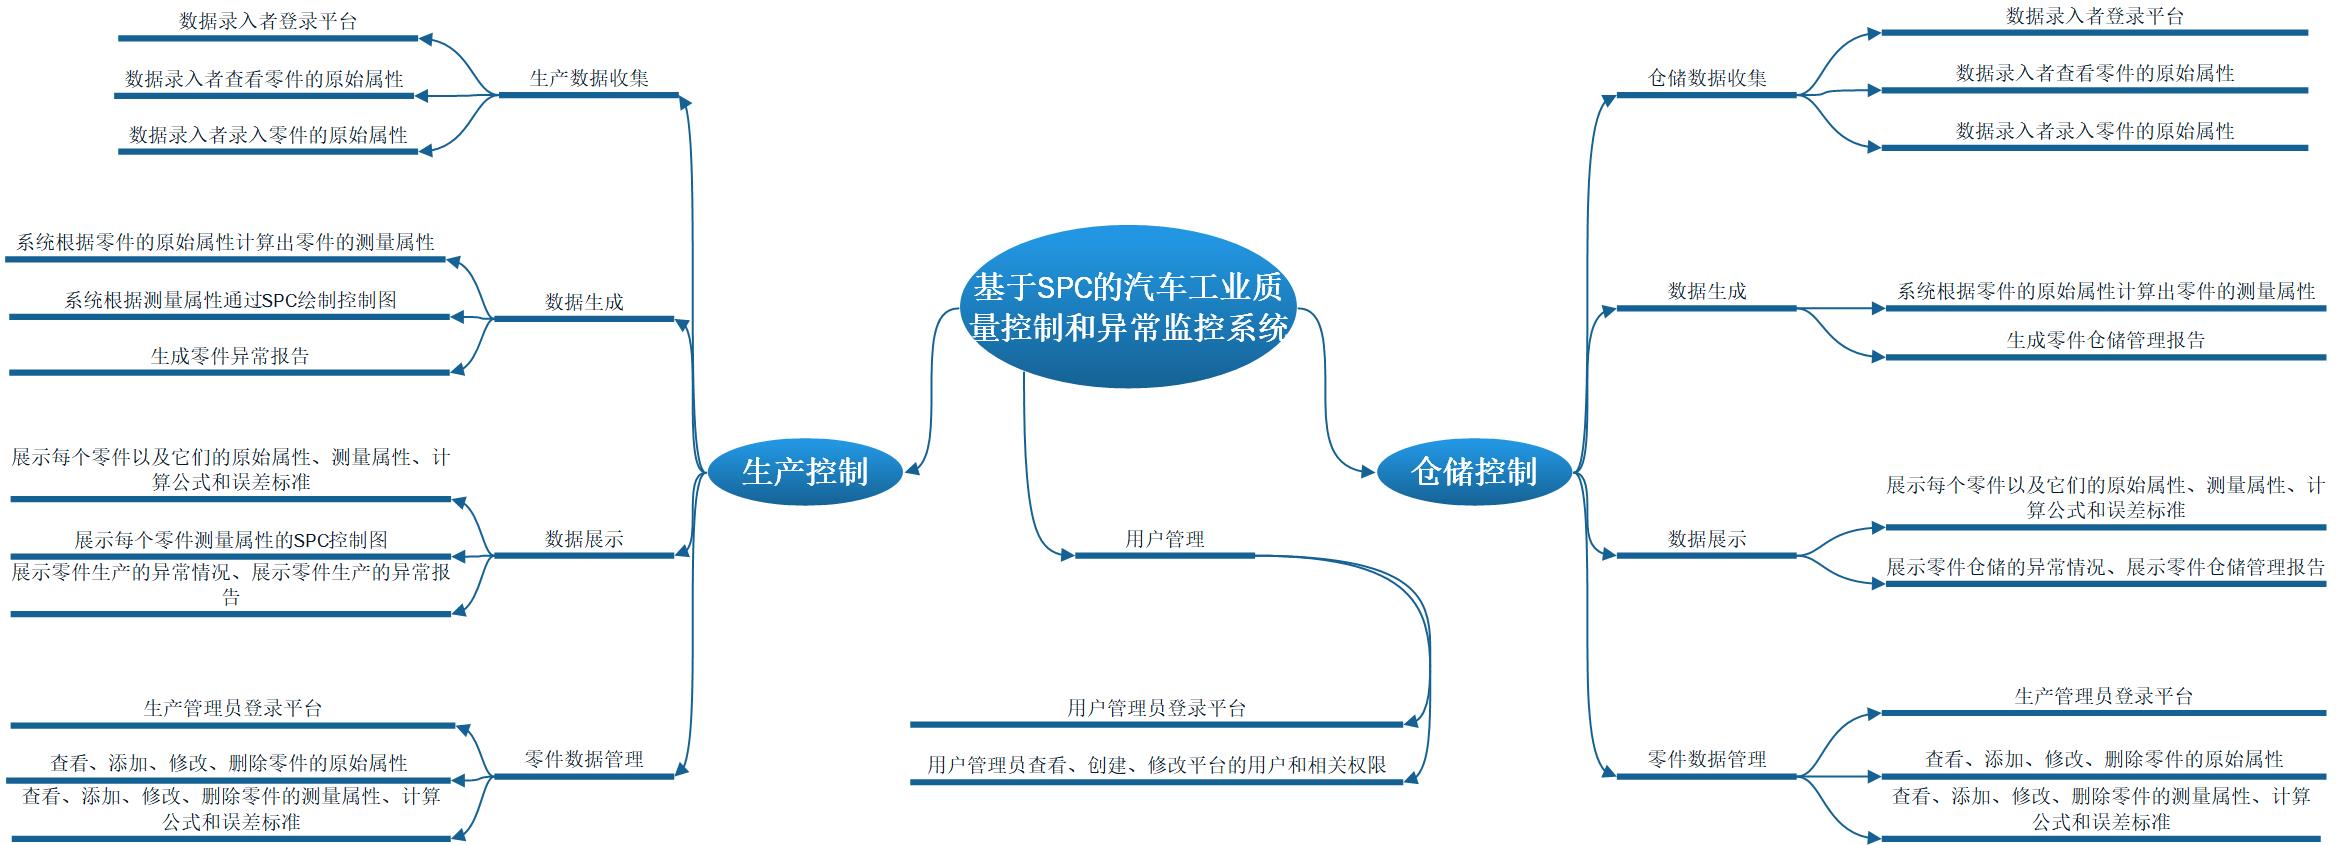 基于SPC的汽车工业质
量控制和异常监控系统
生产控制
生产数据收集
数据录入者登录平台
数据录入者查看零件的原始属性
数据录入者录入零件的原始属性
数据生成
系统根据零件的原始属性计算出零件的测量属性
系统根据测量属性通过SPC绘制控制图
生成零件异常报告
数据展示
展示每个零件以及它们的原始属性、测量属性、计
算公式和误差标准
展示每个零件测量属性的SPC控制图
展示零件生产的异常情况、展示零件生产的异常报
告
零件数据管理
生产管理员登录平台
查看、添加、修改、删除零件的原始属性
查看、添加、修改、删除零件的测量属性、计算
公式和误差标准
用户管理
用户管理员登录平台
用户管理员查看、创建、修改平台的用户和相关权限
仓储控制
仓储数据收集
数据录入者登录平台
数据录入者查看零件的原始属性
数据录入者录入零件的原始属性
数据生成
系统根据零件的原始属性计算出零件的测量属性
生成零件仓储管理报告
数据展示
展示每个零件以及它们的原始属性、测量属性、计
算公式和误差标准
展示零件仓储的异常情况、展示零件仓储管理报告
零件数据管理
生产管理员登录平台
查看、添加、修改、删除零件的原始属性
查看、添加、修改、删除零件的测量属性、计算
公式和误差标准